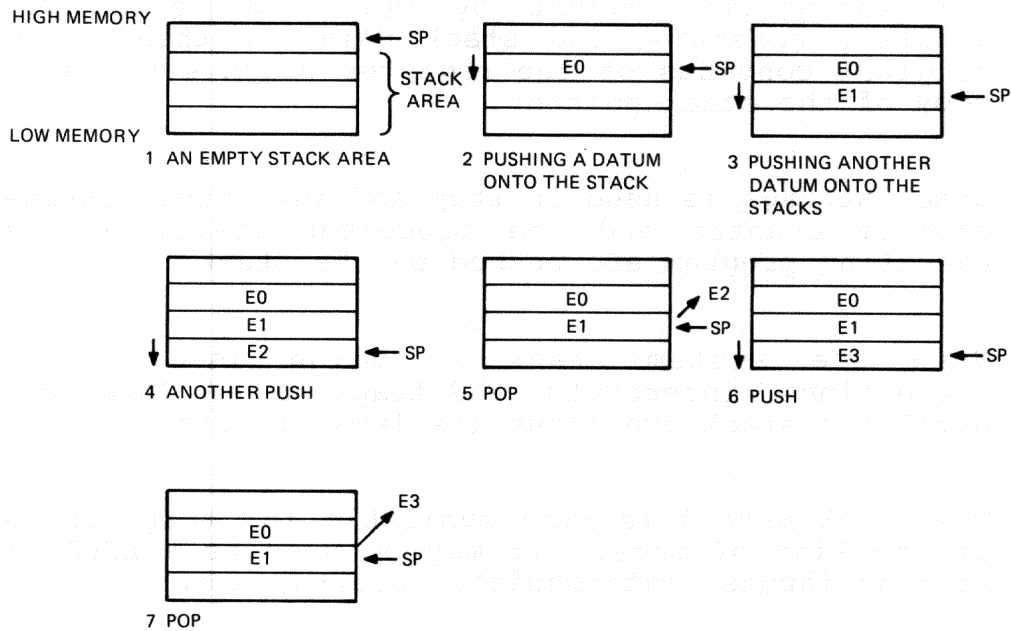 HIGH MEMORY
SP
STACK
AREA
LOW MEMORY
1 AN EMPTY STACK AREA
E0
SP
2 PUSHING A DATUM
ONTO THE STACK
E0
E1
SP
3 PUSHING ANOTHER
DATUM ONTO THE
STACKS
E0
E1
E2
SP
4 ANOTHER PUSH
E0
E1
E2
SP
5 POP
E0
E1
E3
SP
6 PUSH
E0
E1
E3
SP
7 POP